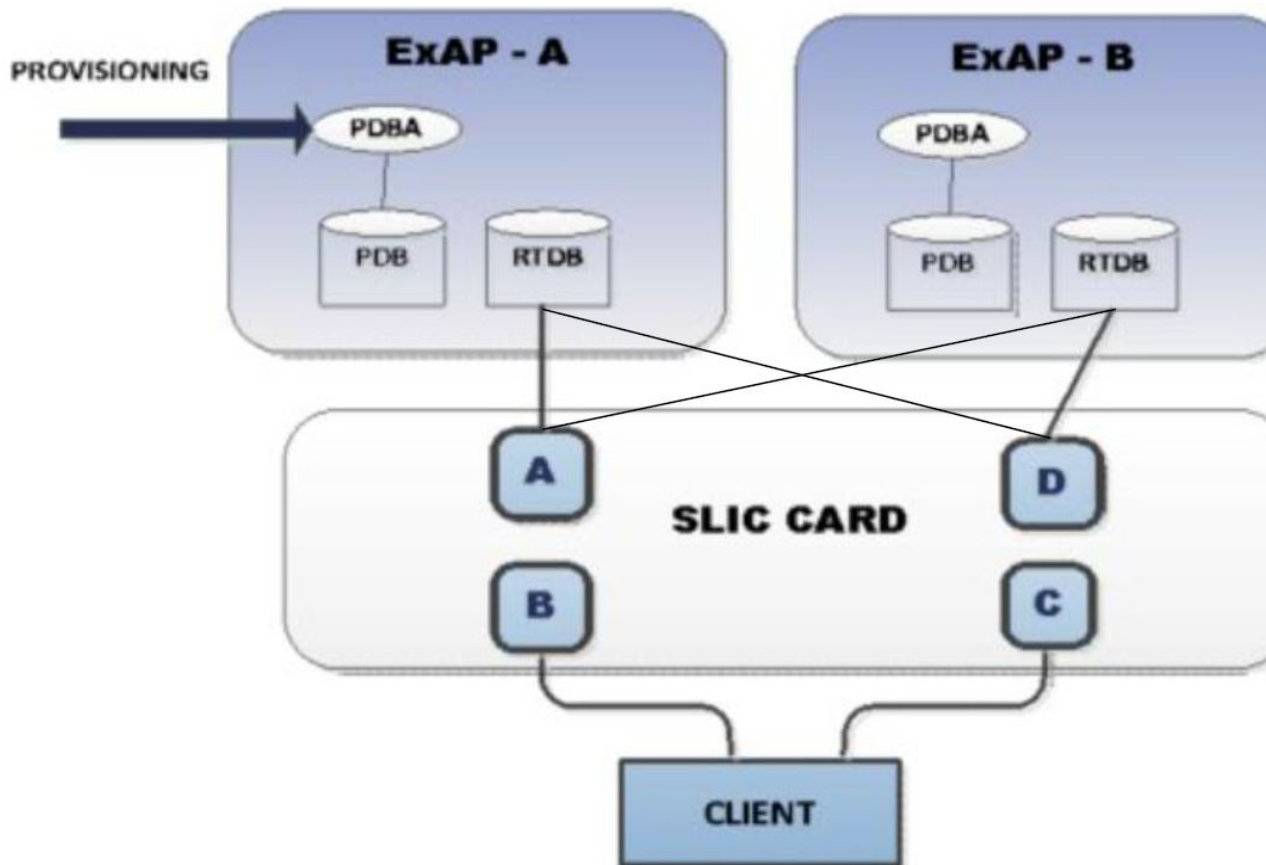 ExAP - A
ExAP - B
PROVISIONING
PDBA
PDBA
PDB
RTDB
PDB
RTDB
A
D
SLIC CARD
B
C
CLIENT